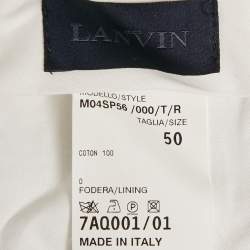 LANVIN
MODELLO/STYLE
M04SP56 /000/T/R
TAGLIA/SIZE
50
COTON 100
0
FODERA/LINING
7AQ001/01
MADE IN ITALY